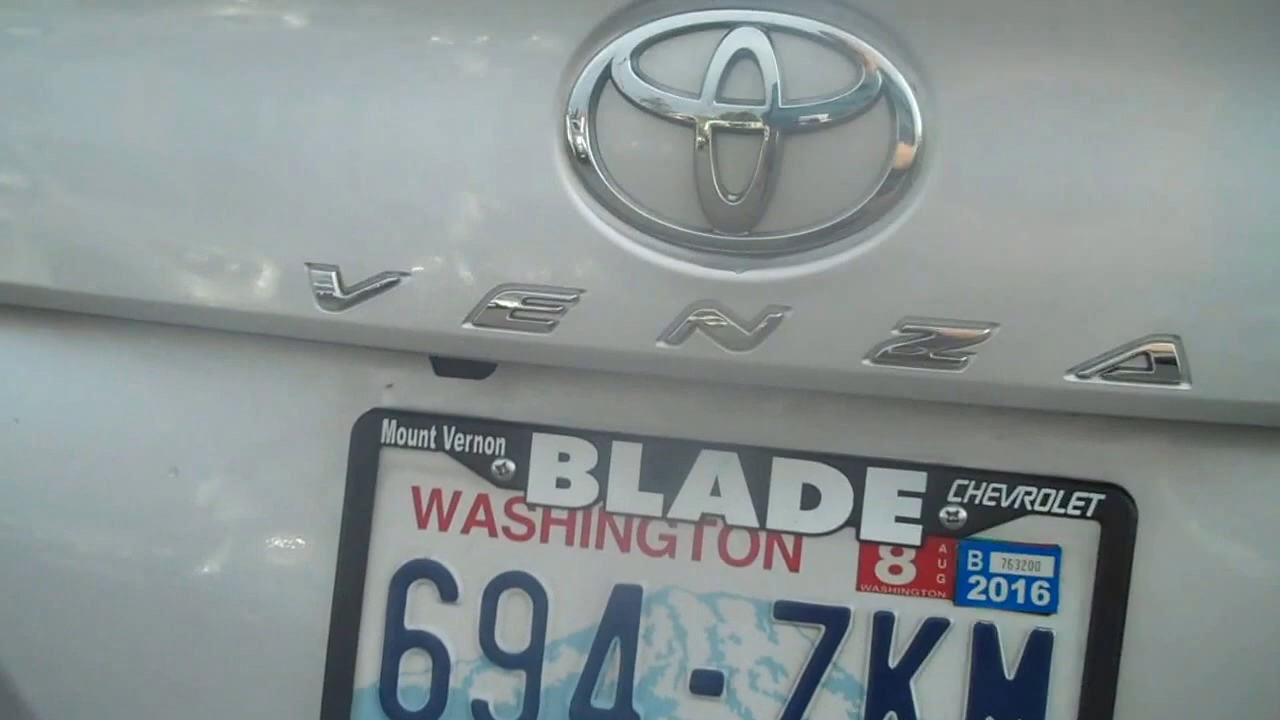 VENZA
Mount Vernon BLADE CHEVROLET
WASHINGTON
8 AUG WASHINGTON
B 763200 2016
694-7KM